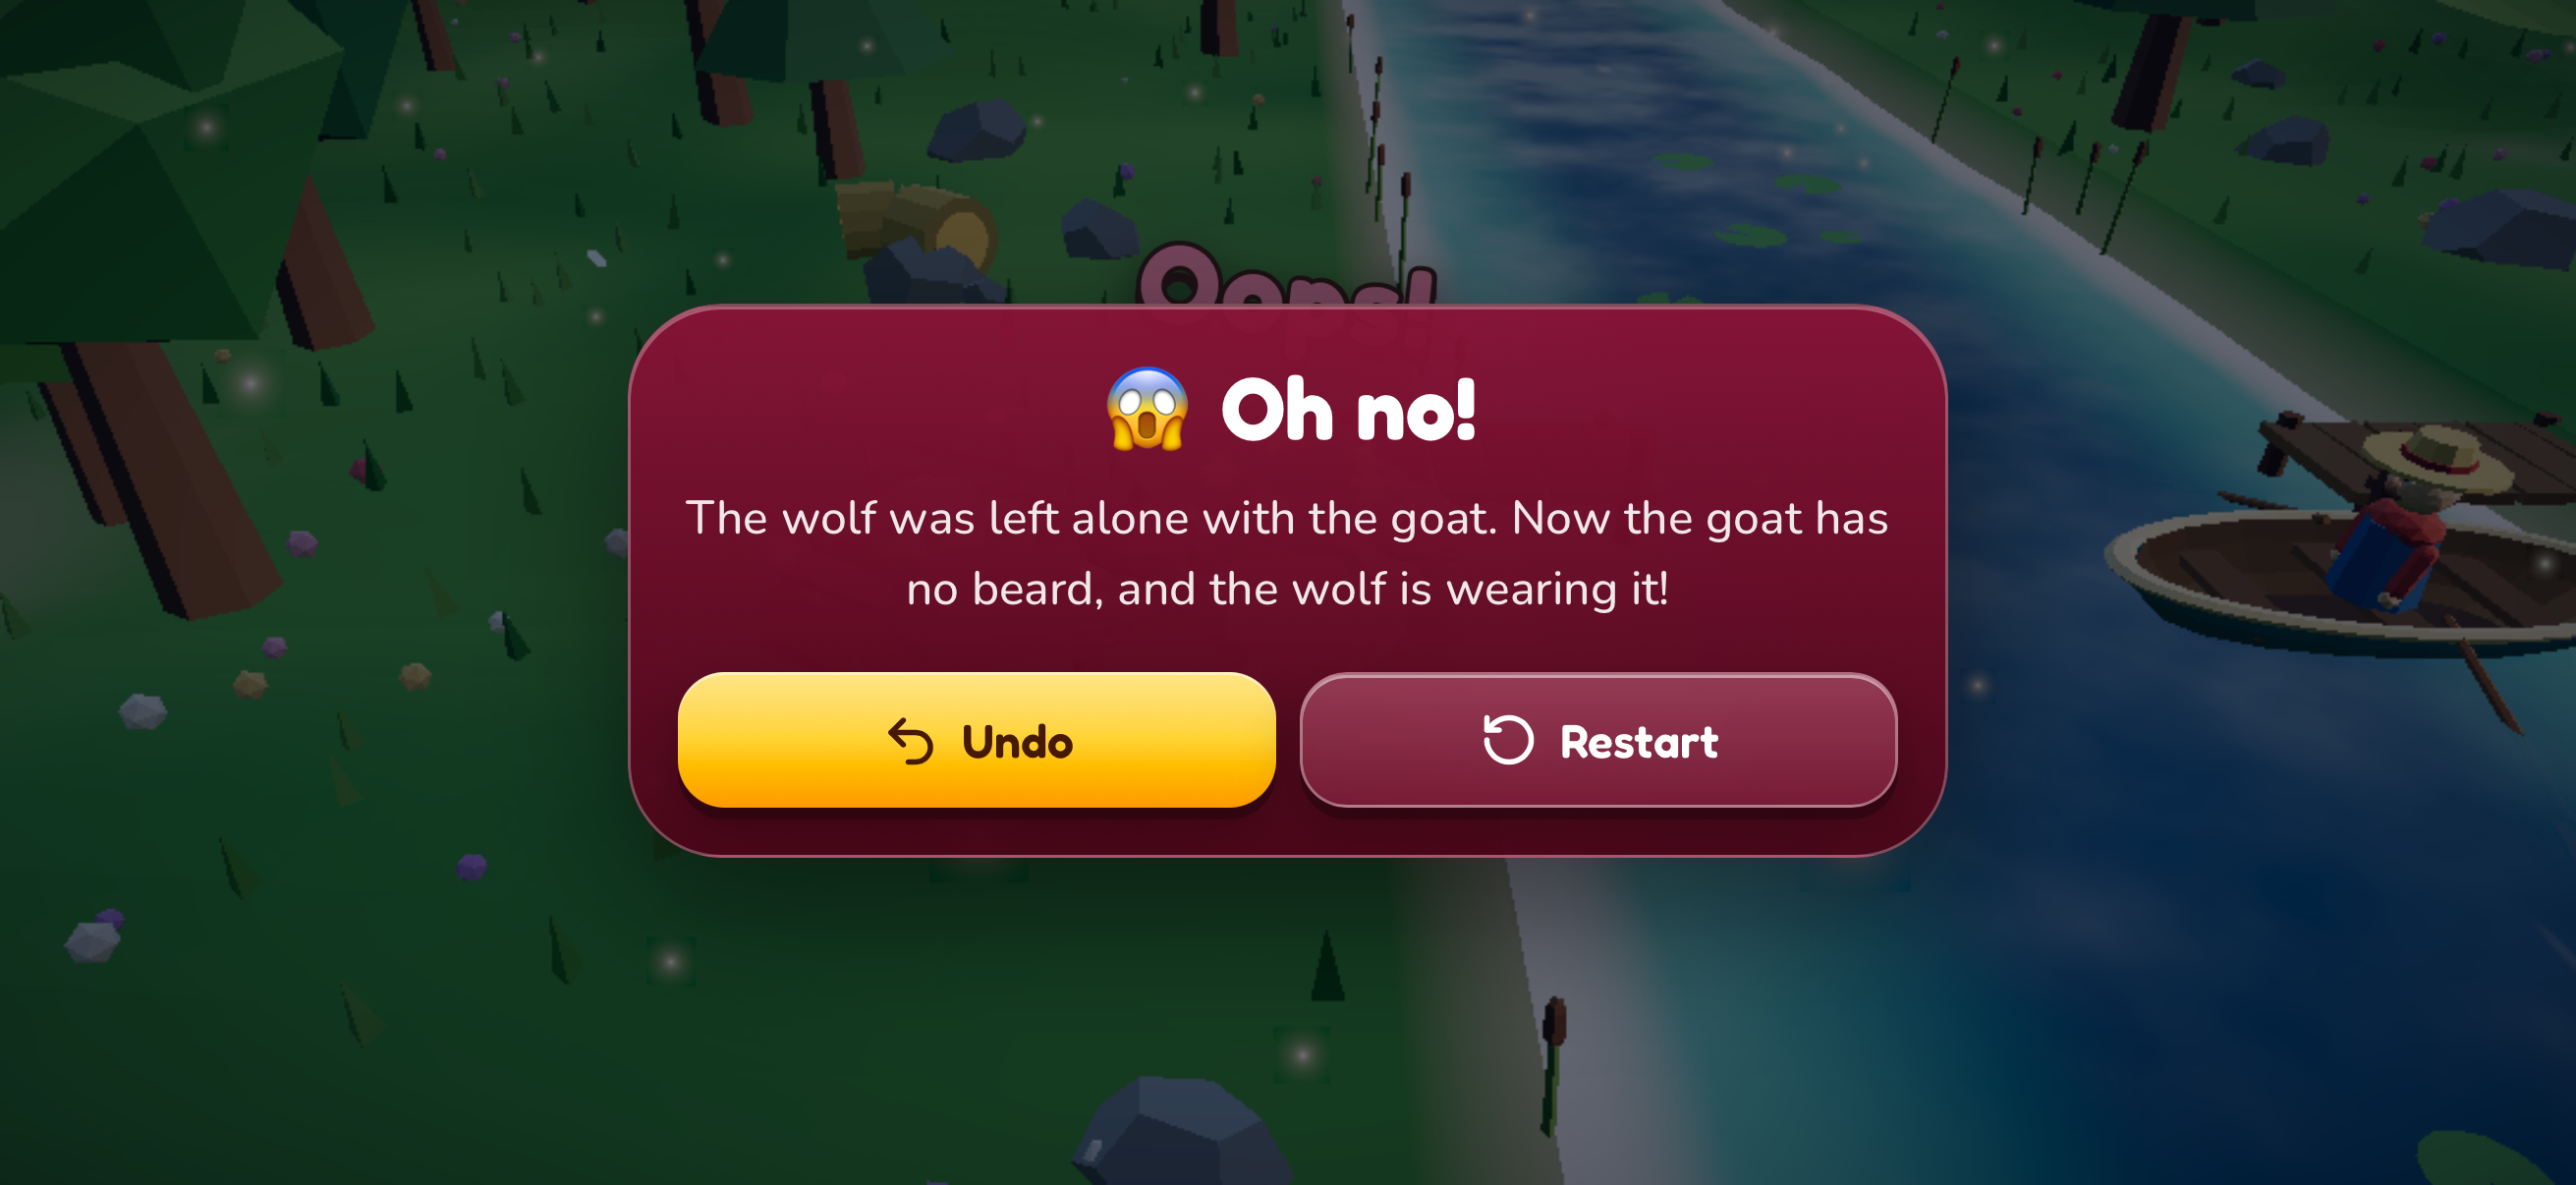 Oops!
😱 Oh no!
The wolf was left alone with the goat. Now the goat has
no beard, and the wolf is wearing it!
Undo
Restart